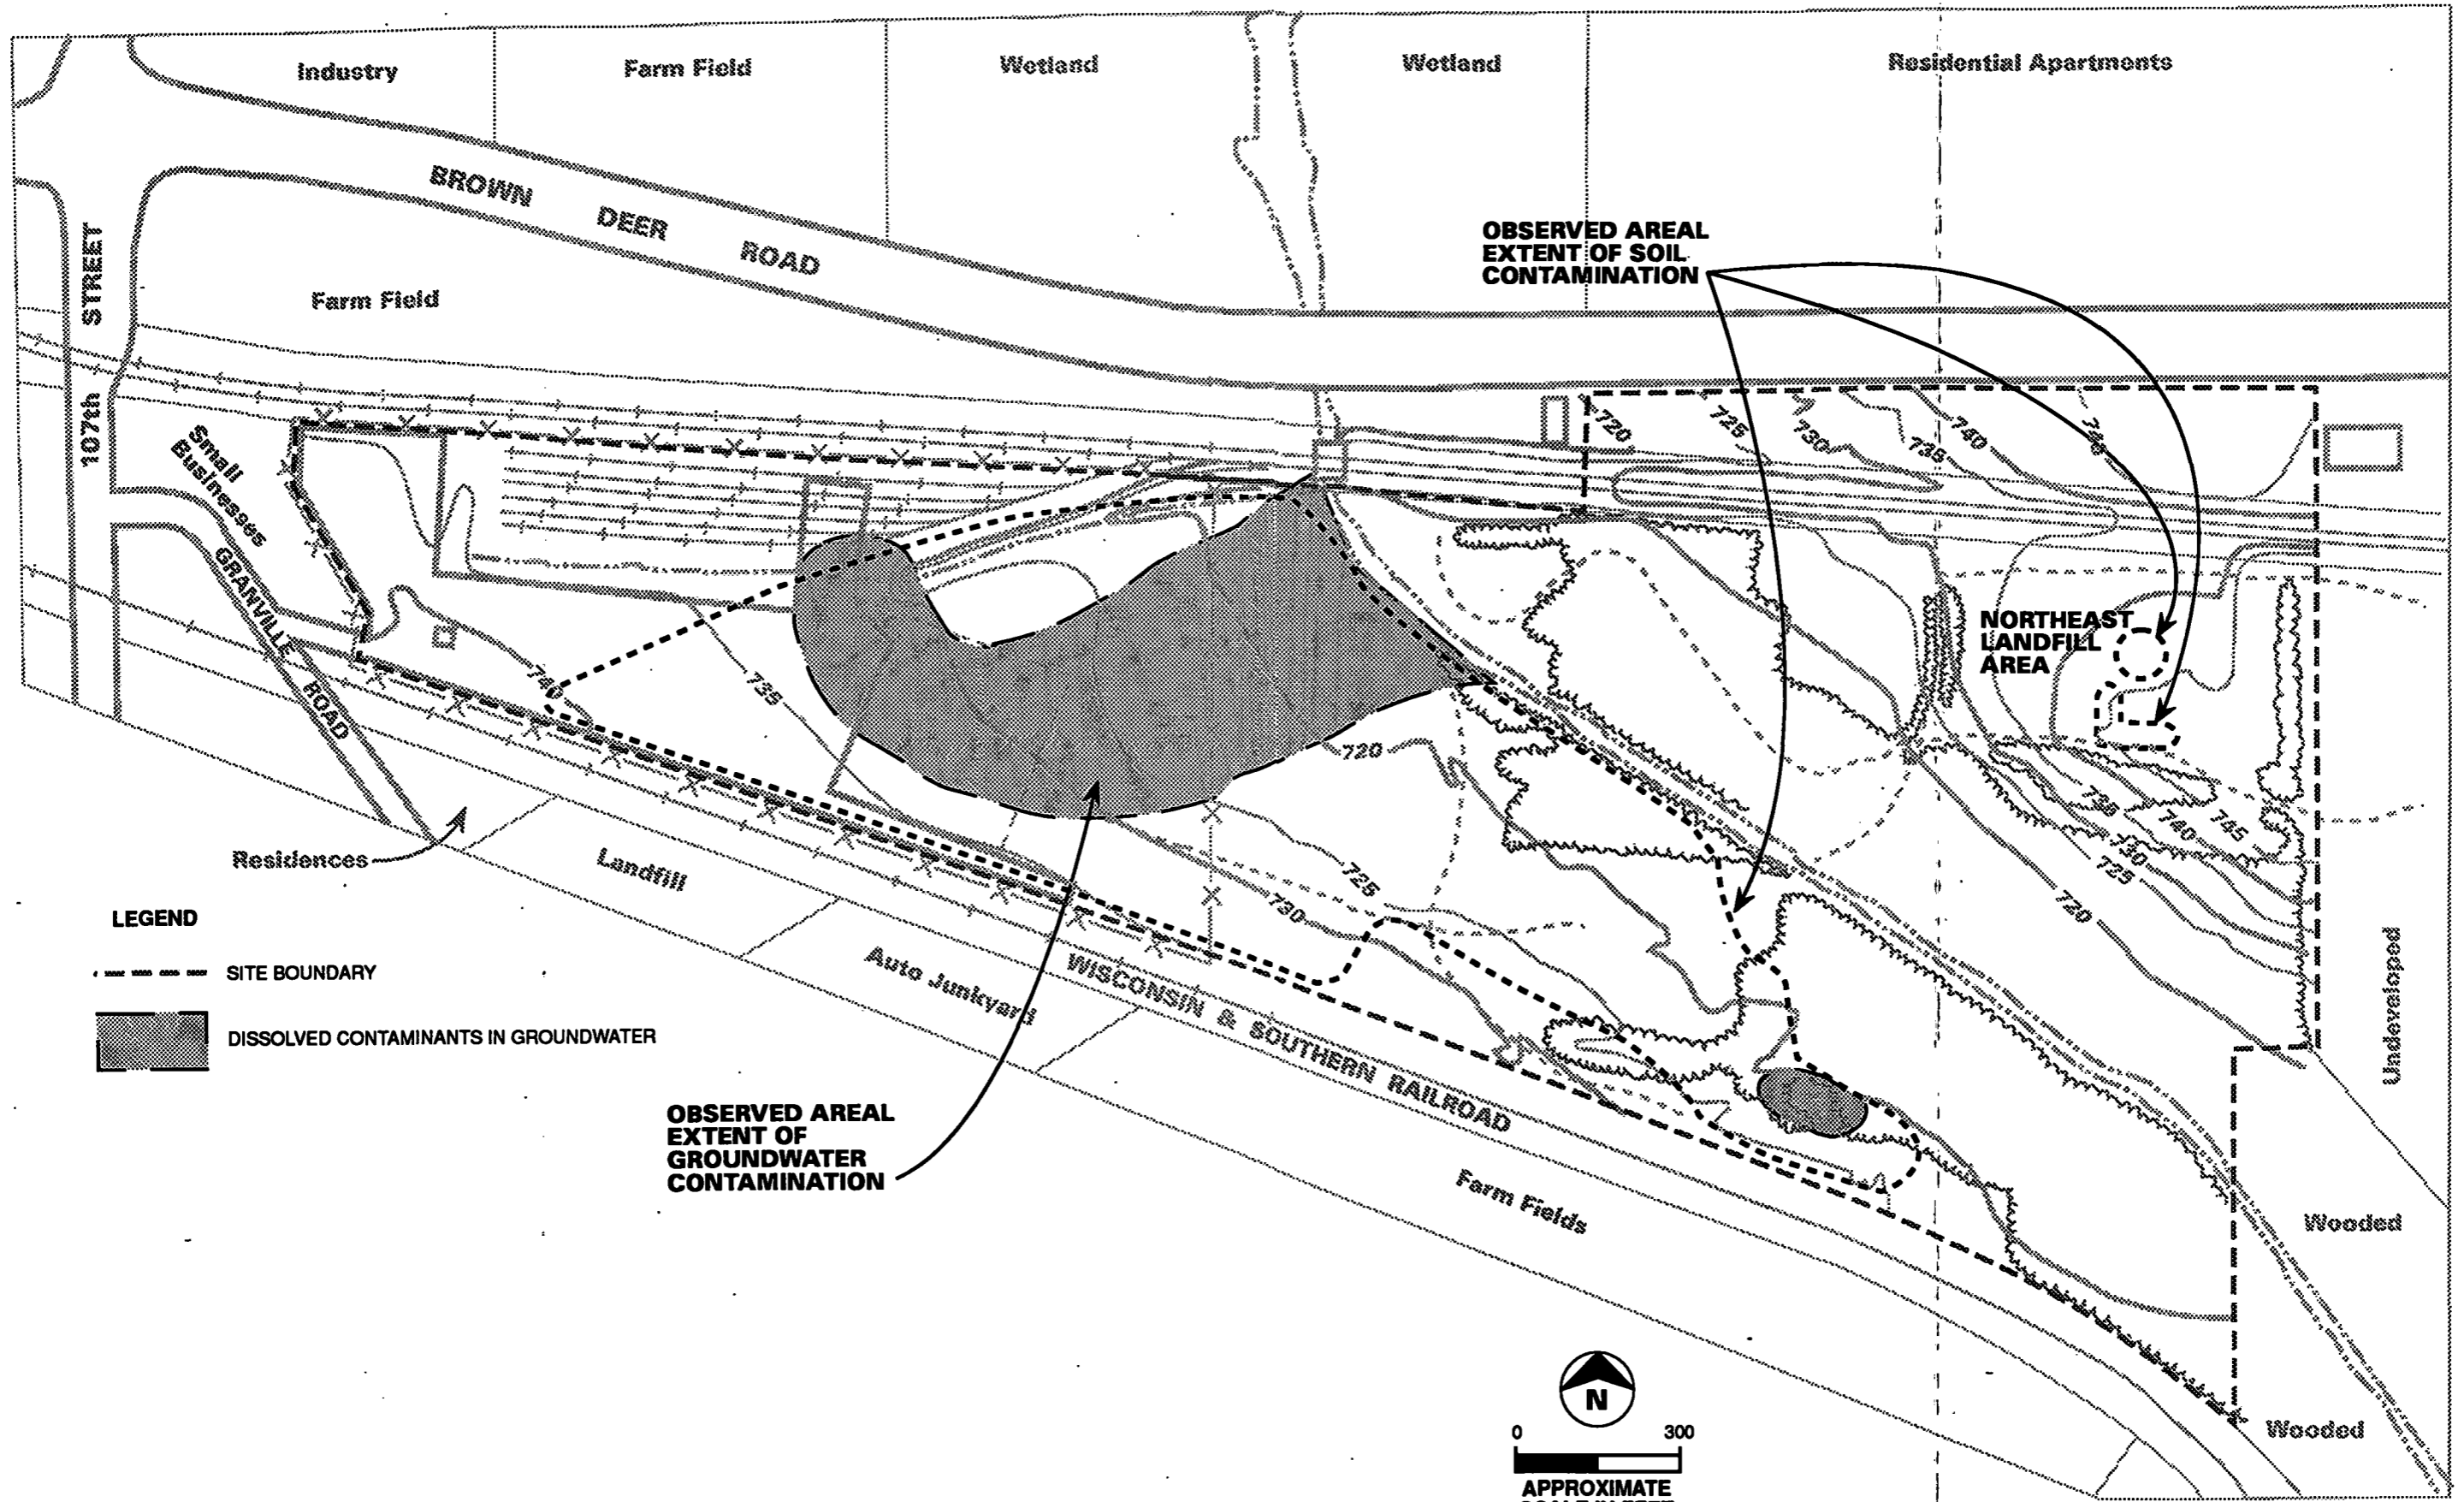 Industry
Farm Field
Wetland
Wetland
Residential Apartments
BROWN DEER ROAD
107th STREET
Farm Field
OBSERVED AREAL
EXTENT OF SOIL
CONTAMINATION
Small
Businesses
GRANVILLE ROAD
720
725
730
735
740
NORTHEAST
LANDFILL
AREA
740
735
720
735
740
745
730
725
720
725
730
Residences
Landfill
Auto Junkyard
WISCONSIN & SOUTHERN RAILROAD
Farm Fields
Undeveloped
Wooded
Wooded
LEGEND
SITE BOUNDARY
DISSOLVED CONTAMINANTS IN GROUNDWATER
OBSERVED AREAL
EXTENT OF
GROUNDWATER
CONTAMINATION
N
0 300
APPROXIMATE